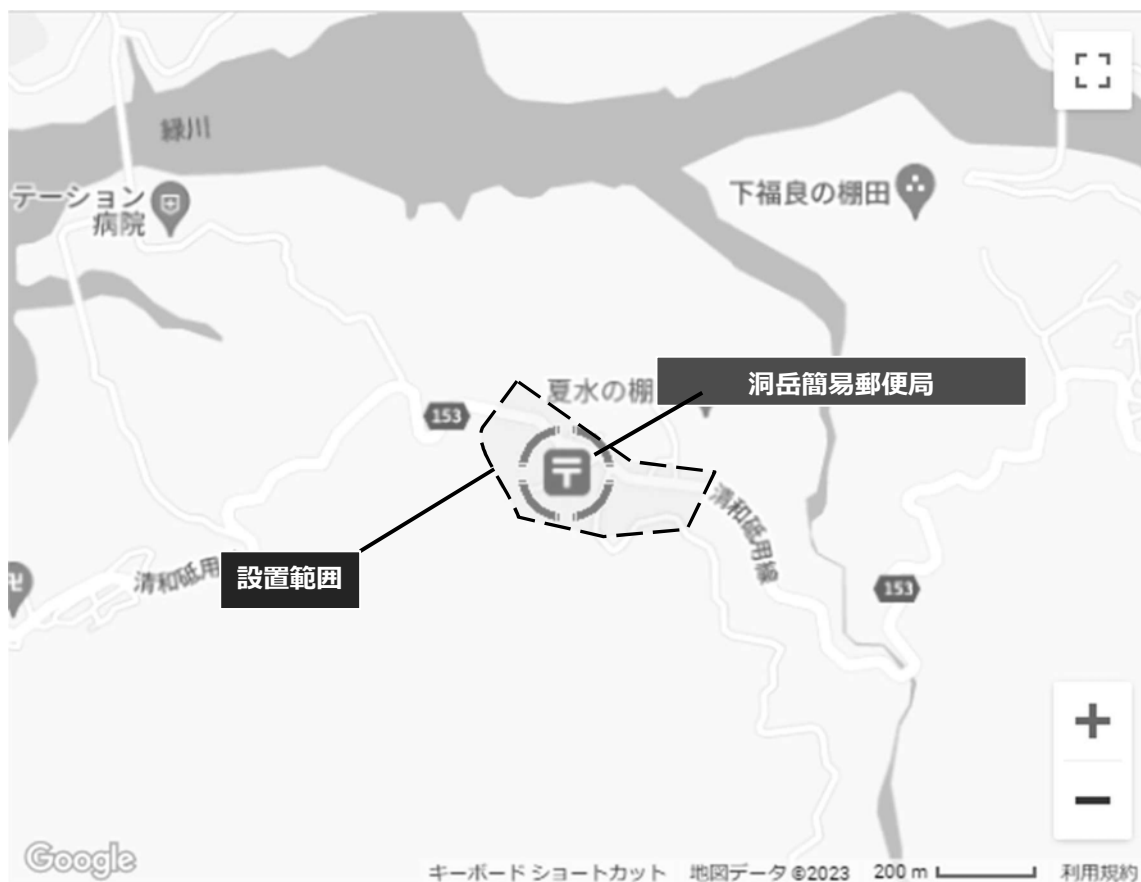 緑川
テーション
病院
下福良の棚田
夏水の棚
洞岳簡易郵便局
153
〒
設置範囲
清和砥用
清和砥用線
卍
153
+
−
Google
キーボード ショートカット
地図データ ©2023
200 m
利用規約